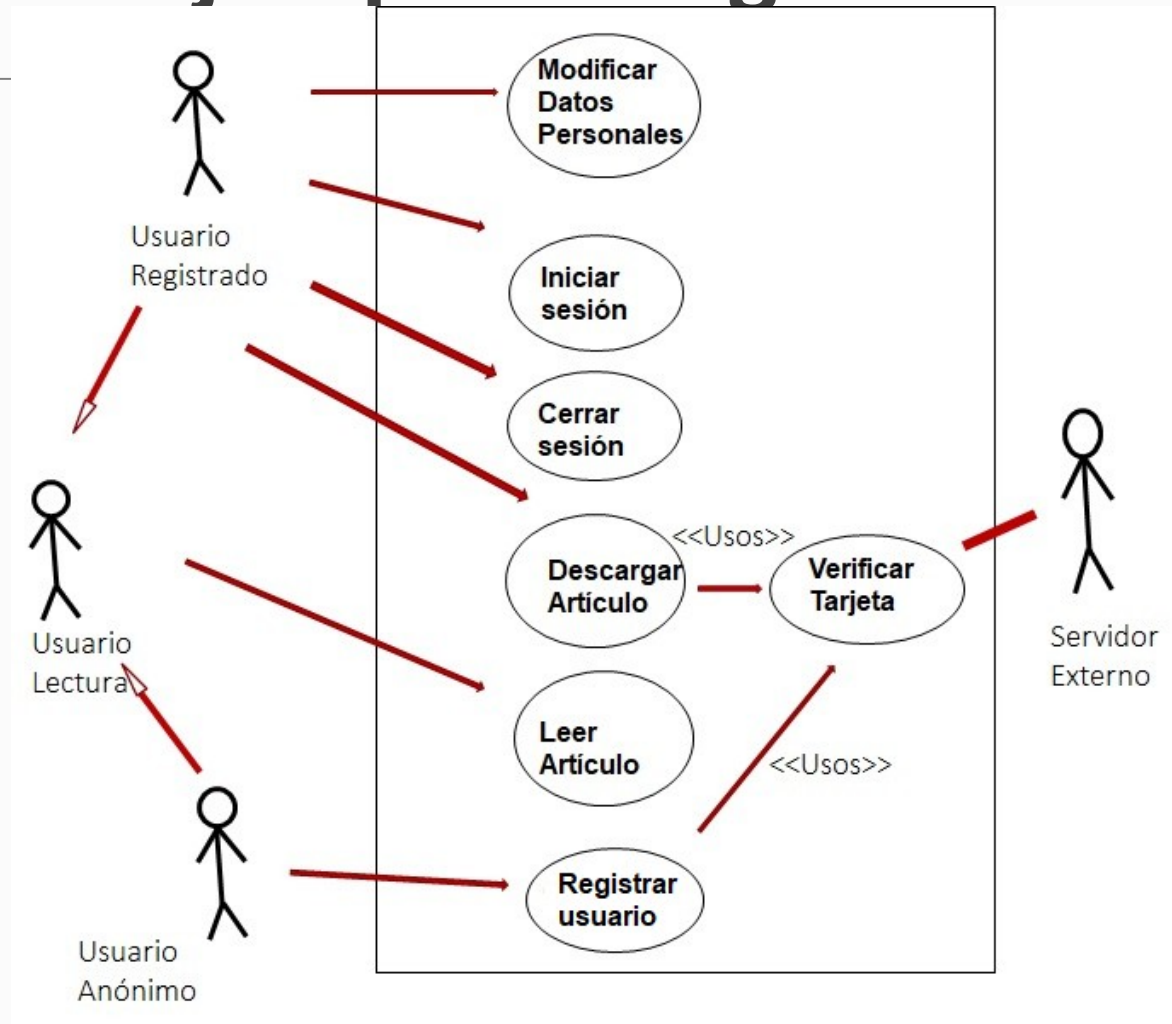 Modificar
Datos
Personales
Usuario
Registrado
Iniciar
sesión
Cerrar
sesión
<<Usos>>
Descargar
Artículo
Verificar
Tarjeta
Usuario
Lectura
Servidor
Externo
Leer
Artículo
<<Usos>>
Registrar
usuario
Usuario
Anónimo